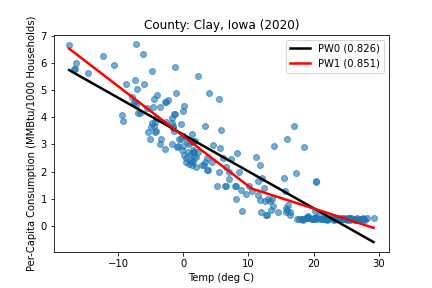 County: Clay, Iowa (2020)
Per-Capita Consumption (MMBtu/1000 Households)
7
6
5
4
3
2
1
0
PW0 (0.826)
PW1 (0.851)
−10
0
10
20
30
Temp (deg C)